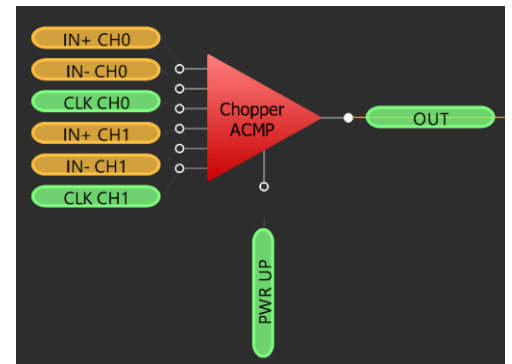 IN+ CH0
IN- CH0
CLK CH0
IN+ CH1
IN- CH1
CLK CH1
Chopper
ACMP
OUT
PWR UP